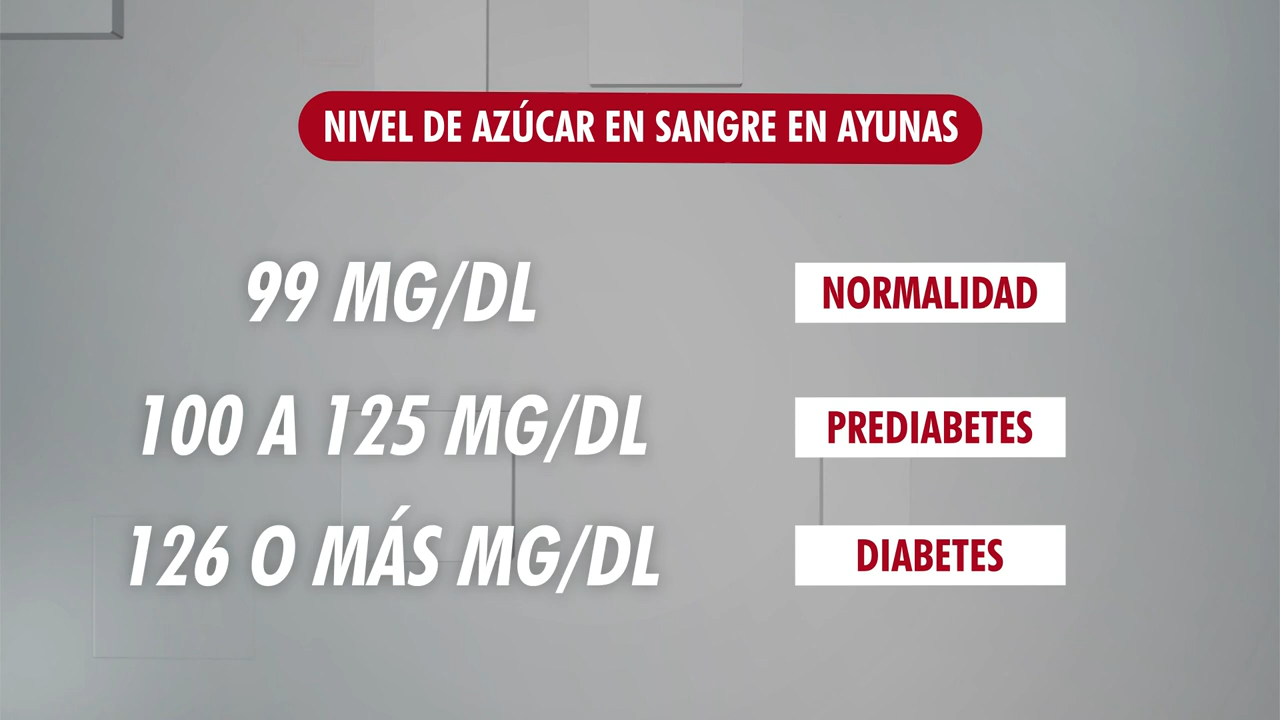 NIVEL DE AZÚCAR EN SANGRE EN AYUNAS
99 MG/DL NORMALIDAD
100 A 125 MG/DL PREDIABETES
126 O MÁS MG/DL DIABETES